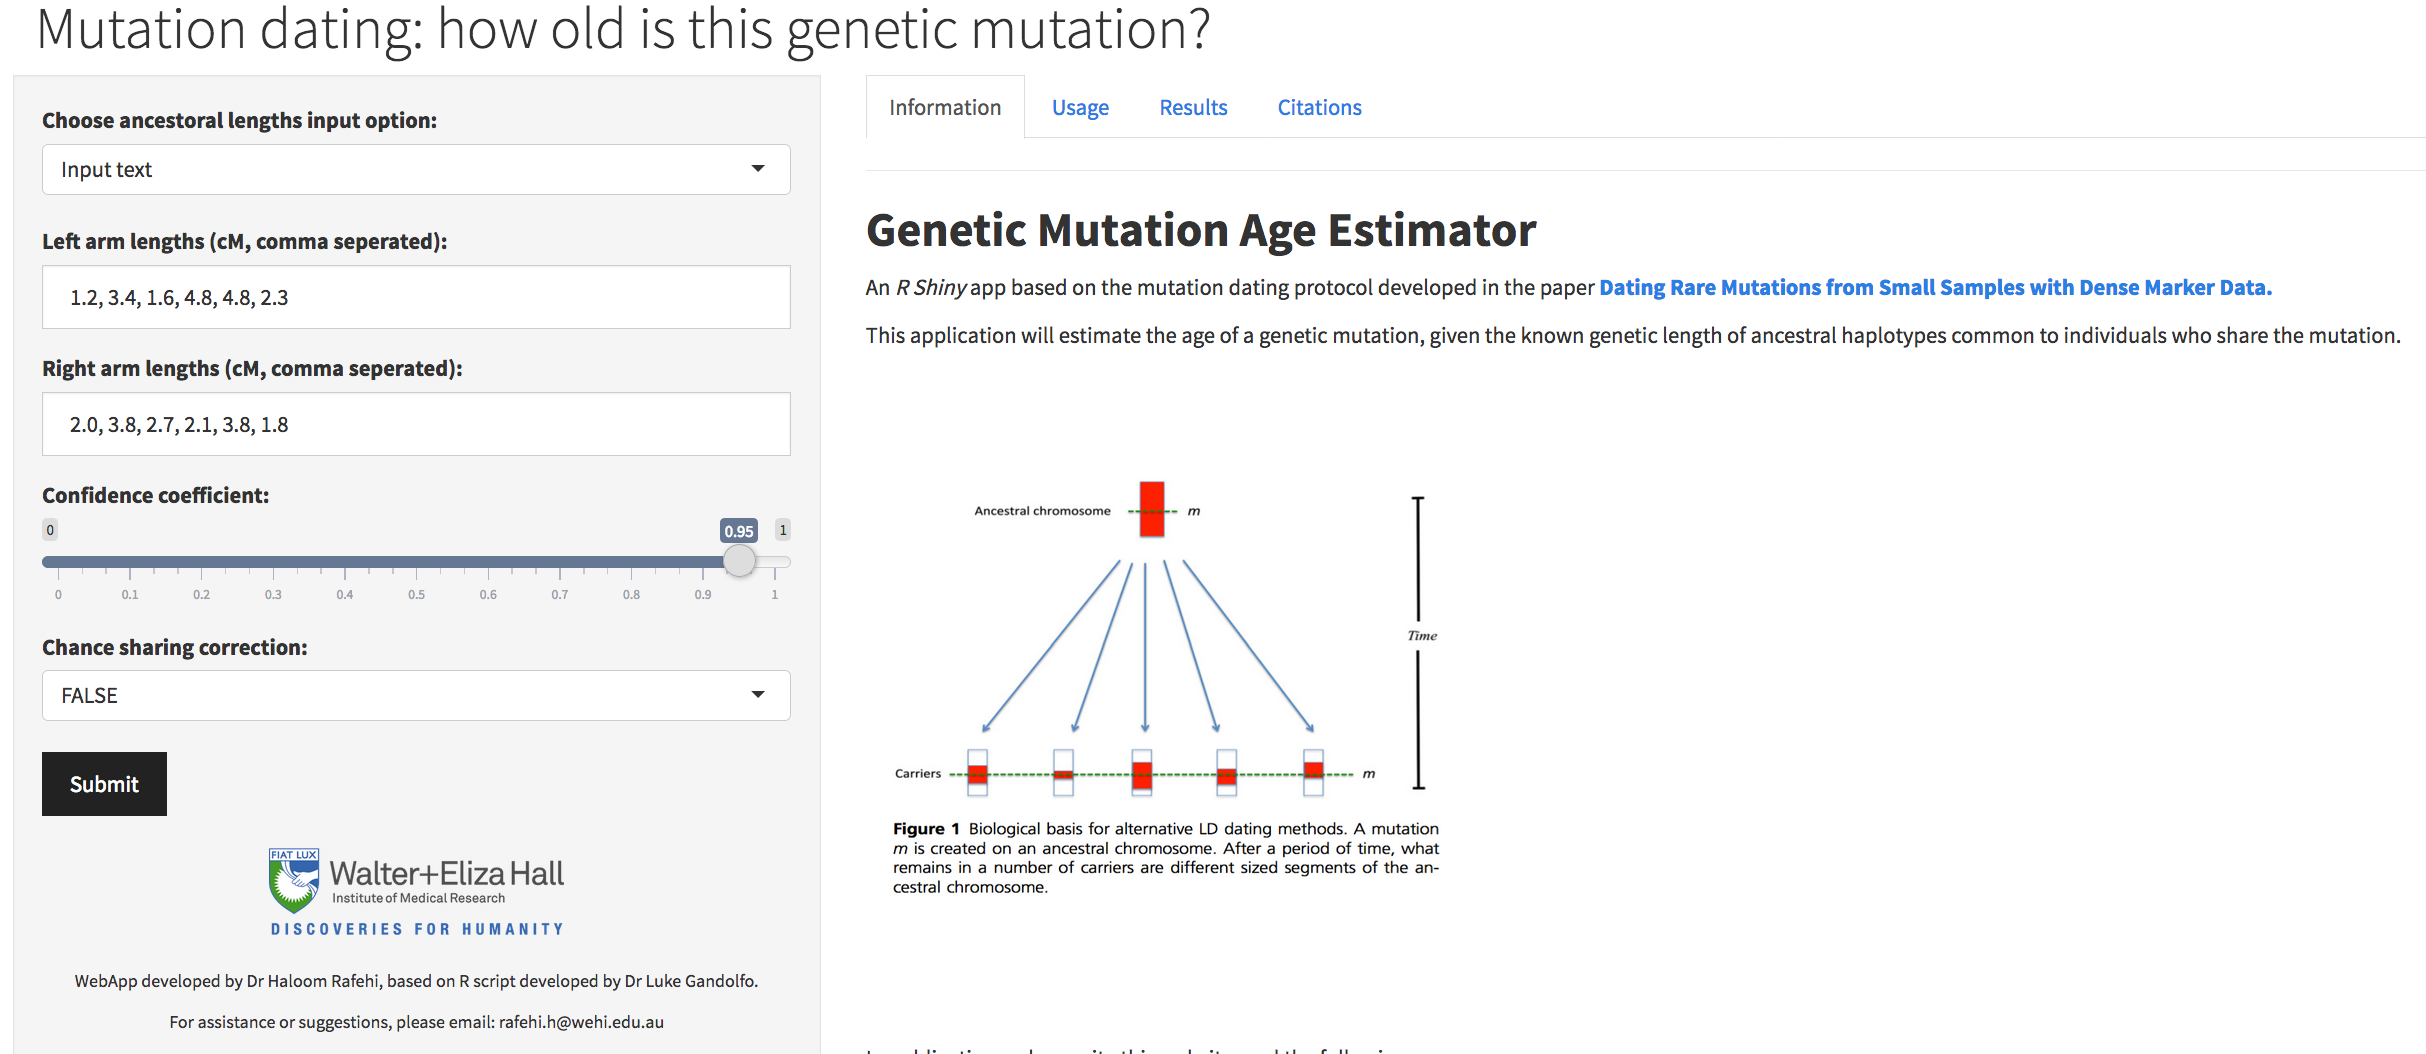 Mutation dating: how old is this genetic mutation?
Choose ancestoral lengths input option:
Input text
Left arm lengths (cM, comma seperated):
1.2, 3.4, 1.6, 4.8, 4.8, 2.3
Right arm lengths (cM, comma seperated):
2.0, 3.8, 2.7, 2.1, 3.8, 1.8
Confidence coefficient:
0 0.95 1
0 0.1 0.2 0.3 0.4 0.5 0.6 0.7 0.8 0.9 1
Chance sharing correction:
FALSE
Submit
FIAT LUX
Walter+Eliza Hall
Institute of Medical Research
DISCOVERIES FOR HUMANITY
WebApp developed by Dr Haloom Rafehi, based on R script developed by Dr Luke Gandolfo.
For assistance or suggestions, please email: rafehi.h@wehi.edu.au
Information Usage Results Citations
Genetic Mutation Age Estimator
An R Shiny app based on the mutation dating protocol developed in the paper Dating Rare Mutations from Small Samples with Dense Marker Data.
This application will estimate the age of a genetic mutation, given the known genetic length of ancestral haplotypes common to individuals who share the mutation.
Ancestral chromosome m
Time
Carriers m
Figure 1 Biological basis for alternative LD dating methods. A mutation
m is created on an ancestral chromosome. After a period of time, what
remains in a number of carriers are different sized segments of the an-
cestral chromosome.